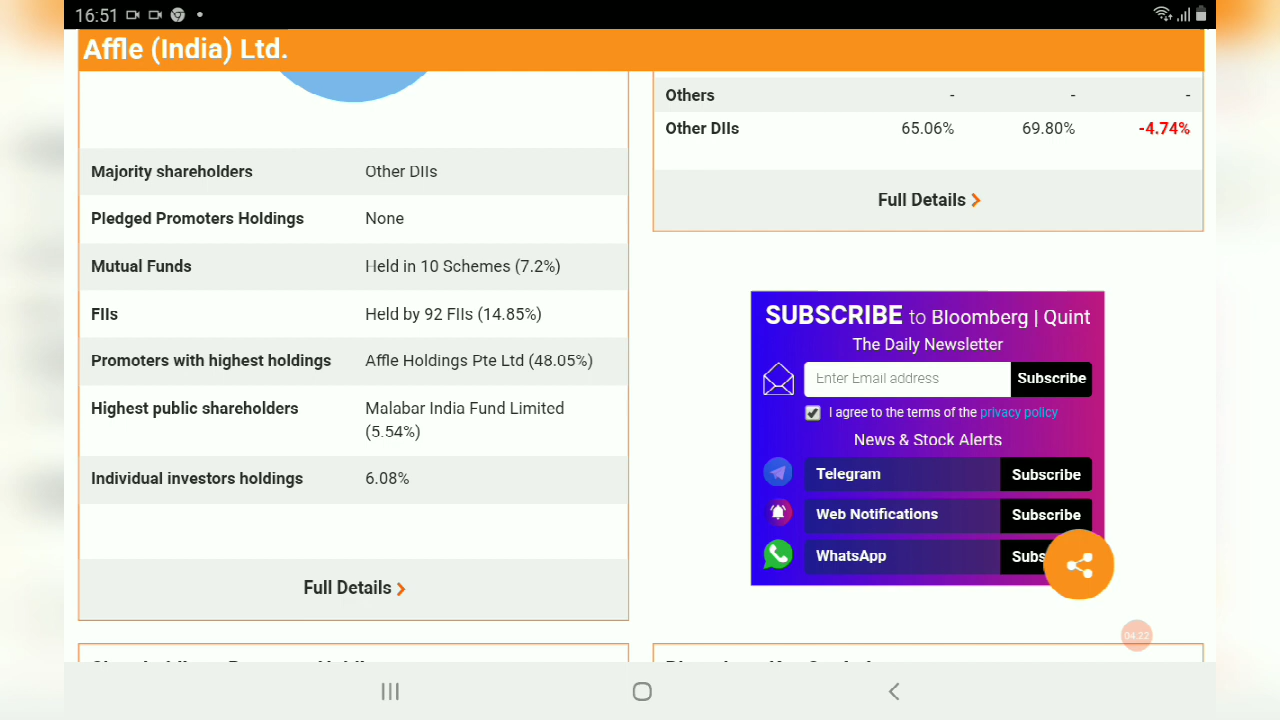 16:51
Affle (India) Ltd.
Majority shareholders Other DIIs
Pledged Promoters Holdings None
Mutual Funds Held in 10 Schemes (7.2%)
FIIs Held by 92 FIIs (14.85%)
Promoters with highest holdings Affle Holdings Pte Ltd (48.05%)
Highest public shareholders Malabar India Fund Limited
(5.54%)
Individual investors holdings 6.08%
Full Details
Others - - -
Other DIIs 65.06% 69.80% -4.74%
Full Details
SUBSCRIBE to Bloomberg | Quint
The Daily Newsletter
Enter Email address Subscribe
I agree to the terms of the privacy policy
News & Stock Alerts
Telegram Subscribe
Web Notifications Subscribe
WhatsApp Subs
04:22